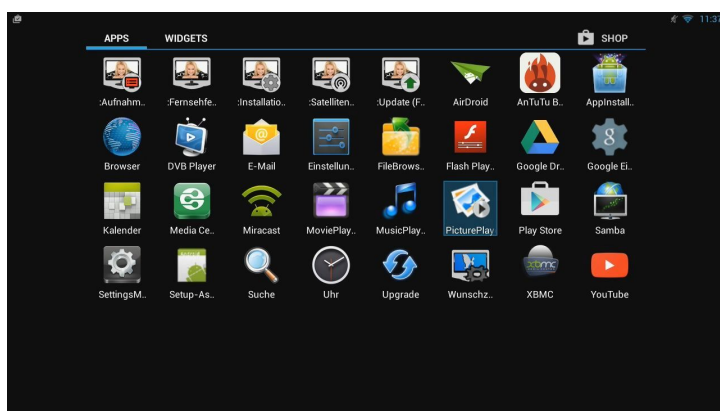 11:37
APPS WIDGETS SHOP
:Aufnahm.. :Fernsehfe.. :Installatio.. :Satelliten.. :Update (F.. AirDroid AnTuTu B.. AppInstall..
Browser DVB Player E-Mail Einstellun.. FileBrows.. Flash Play.. Google Dr.. Google Ei..
Kalender Media Ce.. Miracast MoviePlay.. MusicPlay.. PicturePlay Play Store Samba
SettingsM.. Setup-As.. Suche Uhr Upgrade Wunschz.. XBMC YouTube